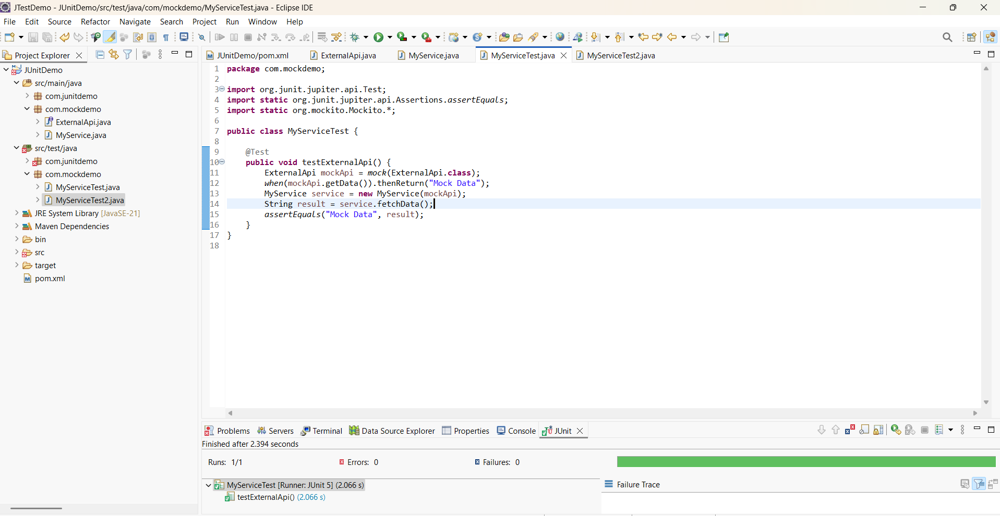 JTestDemo - JUnitDemo/src/test/java/com/mockdemo/MyServiceTest.java - Eclipse IDE
File Edit Source Refactor Navigate Search Project Run Window Help
Project Explorer
JUnitDemo
src/main/java
com.junitdemo
com.mockdemo
ExternalApi.java
MyService.java
src/test/java
com.junitdemo
com.mockdemo
MyServiceTest.java
MyServiceTest2.java
JRE System Library [JavaSE-21]
Maven Dependencies
bin
src
target
pom.xml
JUnitDemo/pom.xml ExternalApi.java MyService.java MyServiceTest.java MyServiceTest2.java
1 package com.mockdemo;
2
3 import org.junit.jupiter.api.Test;
4 import static org.junit.jupiter.api.Assertions.assertEquals;
5 import static org.mockito.Mockito.*;
6
7 public class MyServiceTest {
8
9 @Test
10 public void testExternalApi() {
11 ExternalApi mockApi = mock(ExternalApi.class);
12 when(mockApi.getData()).thenReturn("Mock Data");
13 MyService service = new MyService(mockApi);
14 String result = service.fetchData();
15 assertEquals("Mock Data", result);
16 }
17 }
18
Problems Servers Terminal Data Source Explorer Properties Console JUnit
Finished after 2.394 seconds
Runs: 1/1 Errors: 0 Failures: 0
MyServiceTest [Runner: JUnit 5] (2.066 s)
testExternalApi() (2.066 s)
Failure Trace